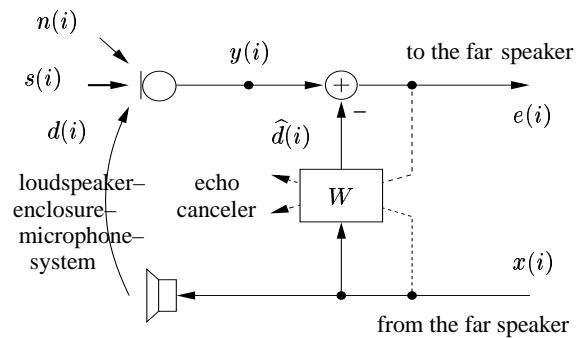 n(i)
s(i)
y(i)
to the far speaker
+
−
d(i)
d̂(i)
e(i)
loudspeaker–
enclosure–
microphone–
system
echo
canceler
W
x(i)
from the far speaker